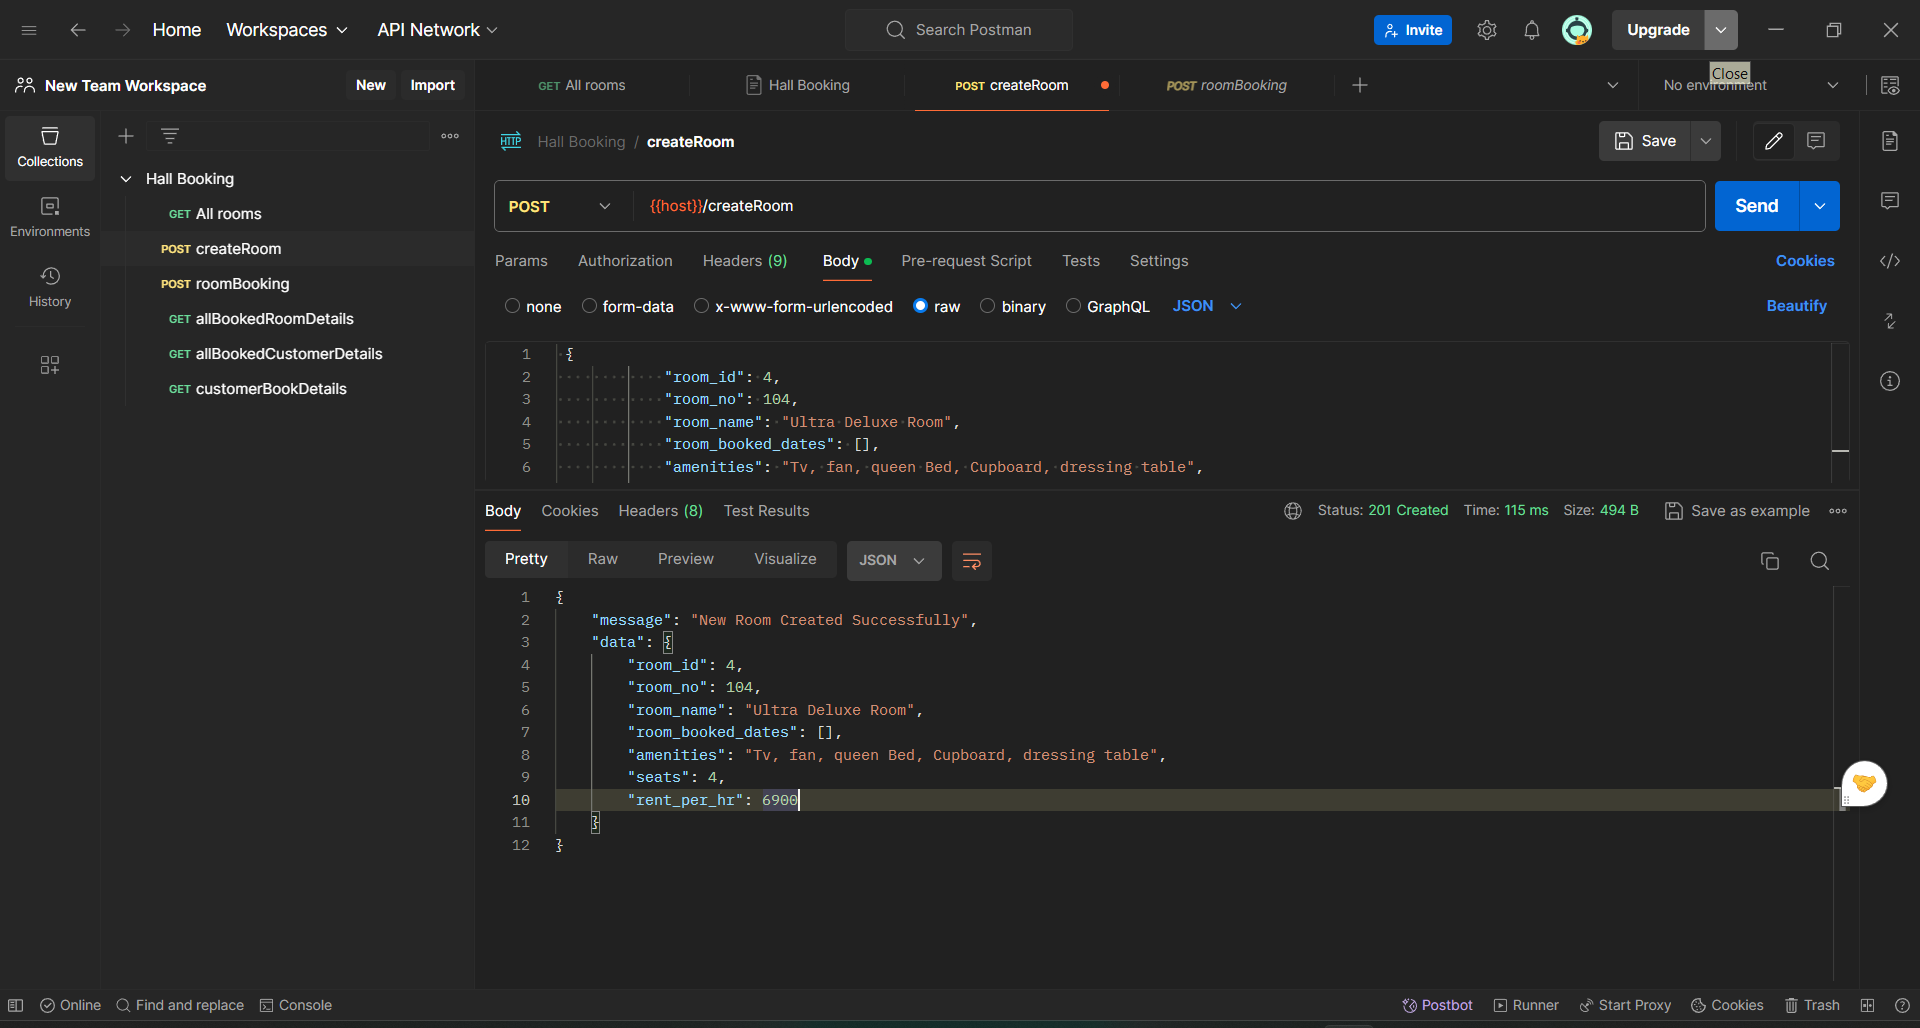 Home Workspaces API Network Search Postman Invite Upgrade
Close
New Team Workspace New Import GET All rooms Hall Booking POST createRoom POST roomBooking No environment
Collections
Environments
History
Hall Booking
GET All rooms
POST createRoom
POST roomBooking
GET allBookedRoomDetails
GET allBookedCustomerDetails
GET customerBookDetails
HTTP Hall Booking / createRoom Save
POST {{host}}/createRoom Send
Params Authorization Headers (9) Body Pre-request Script Tests Settings Cookies
none form-data x-www-form-urlencoded raw binary GraphQL JSON Beautify
1 {
2 "room_id": 4,
3 "room_no": 104,
4 "room_name": "Ultra Deluxe Room",
5 "room_booked_dates": [],
6 "amenities": "Tv, fan, queen Bed, Cupboard, dressing table",
Body Cookies Headers (8) Test Results Status: 201 Created Time: 115 ms Size: 494 B Save as example
Pretty Raw Preview Visualize JSON
1 {
2 "message": "New Room Created Successfully",
3 "data": {
4 "room_id": 4,
5 "room_no": 104,
6 "room_name": "Ultra Deluxe Room",
7 "room_booked_dates": [],
8 "amenities": "Tv, fan, queen Bed, Cupboard, dressing table",
9 "seats": 4,
10 "rent_per_hr": 6900
11 }
12 }
Online Find and replace Console Postbot Runner Start Proxy Cookies Trash